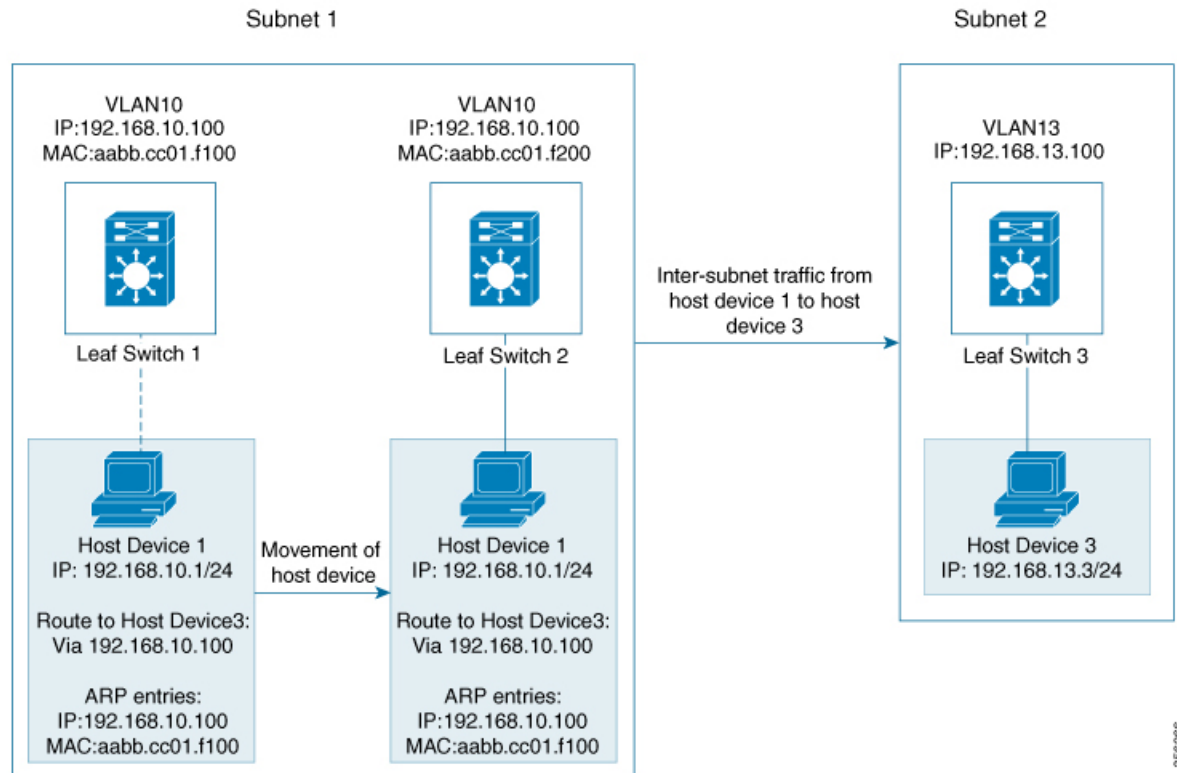 Subnet 1
Subnet 2
VLAN10
IP:192.168.10.100
MAC:aabb.cc01.f100
VLAN10
IP:192.168.10.100
MAC:aabb.cc01.f200
VLAN13
IP:192.168.13.100
Leaf Switch 1
Leaf Switch 2
Inter-subnet traffic from
host device 1 to host
device 3
Leaf Switch 3
Host Device 1
IP: 192.168.10.1/24
Route to Host Device3:
Via 192.168.10.100
ARP entries:
IP:192.168.10.100
MAC:aabb.cc01.f100
Movement of
host device
Host Device 1
IP: 192.168.10.1/24
Route to Host Device3:
Via 192.168.10.100
ARP entries:
IP:192.168.10.100
MAC:aabb.cc01.f100
Host Device 3
IP: 192.168.13.3/24